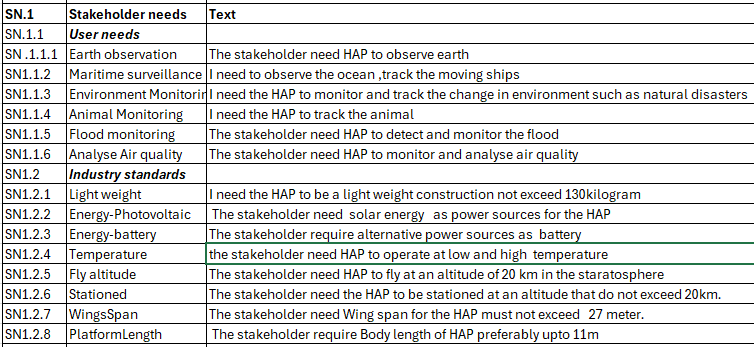 SN.1 Stakeholder needs Text
SN.1.1 User needs
SN .1.1.1 Earth observation The stakeholder need HAP to observe earth
SN1.1.2 Maritime surveillance I need to observe the ocean ,track the moving ships
SN1.1.3 Environment Monitorin I need the HAP to monitor and track the change in environment such as natural disasters
SN1.1.4 Animal Monitoring I need the HAP to track the animal
SN1.1.5 Flood monitoring The stakeholder need HAP to detect and monitor the flood
SN1.1.6 Analyse Air quality The stakeholder need HAP to monitor and analyse air quality
SN1.2 Industry standards
SN1.2.1 Light weight I need the HAP to be a light weight construction not exceed 130kilogram
SN1.2.2 Energy-Photovoltaic The stakeholder need solar energy as power sources for the HAP
SN1.2.3 Energy-battery The stakeholder require alternative power sources as battery
SN1.2.4 Temperature the stakeholder need HAP to operate at low and high temperature
SN1.2.5 Fly altitude The stakeholder need HAP to fly at an altitude of 20 km in the staratosphere
SN1.2.6 Stationed The stakeholder need the HAP to be stationed at an altitude that do not exceed 20km.
SN1.2.7 WingsSpan The stakeholder need Wing span for the HAP must not exceed 27 meter.
SN1.2.8 PlatformLength The stakeholder require Body length of HAP preferably upto 11m